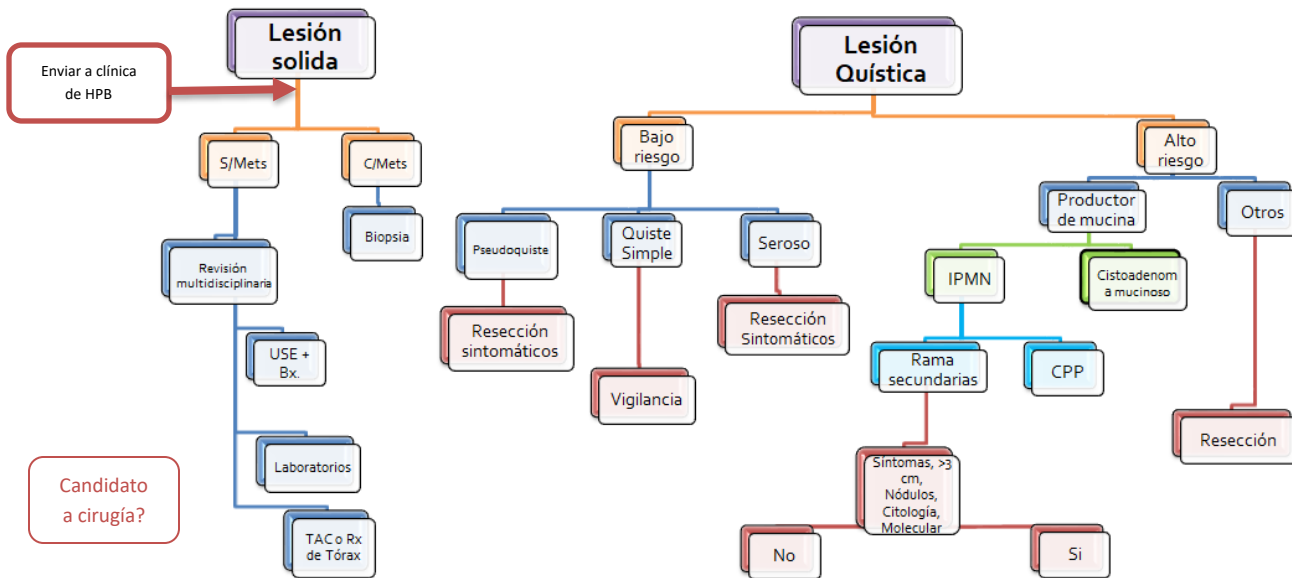 Lesión
solida
Enviar a clínica
de HPB
S/Mets
C/Mets
Biopsia
Revisión
multidisciplinaria
USE +
Bx.
Laboratorios
TAC o Rx
de Tórax
Candidato
a cirugía?
Lesión
Quística
Bajo
riesgo
Alto
riesgo
Pseudoquiste
Quiste
Simple
Seroso
Resección
sintomáticos
Vigilancia
Resección
Sintomáticos
Productor
de mucina
Otros
IPMN
Cistoadenom
a mucinoso
Rama
secundarias
CPP
Resección
Síntomas, >3
cm,
Nódulos,
Citología,
Molecular
No
Si